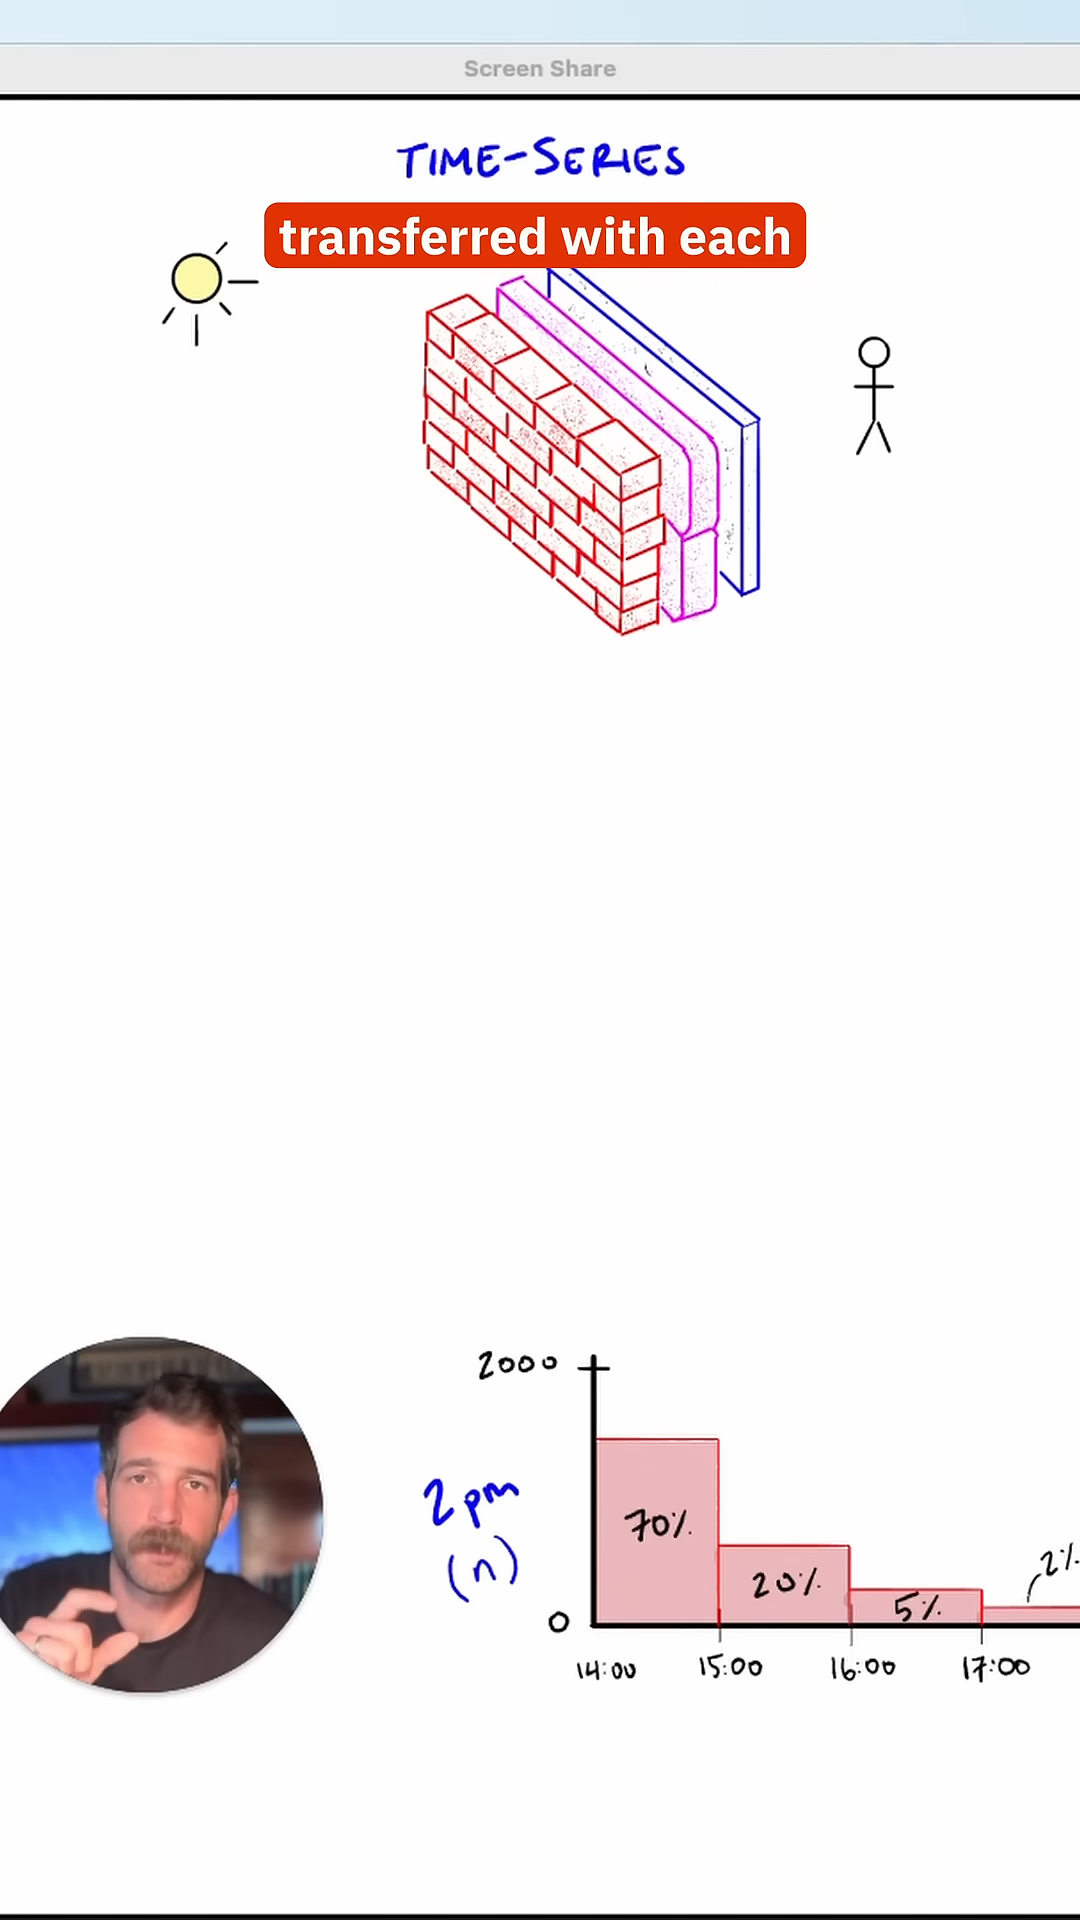 Screen Share
TIME-SERIES
transferred with each
2000
2pm
(n)
70%
20%
5%
2%
0
14:00 15:00 16:00 17:00